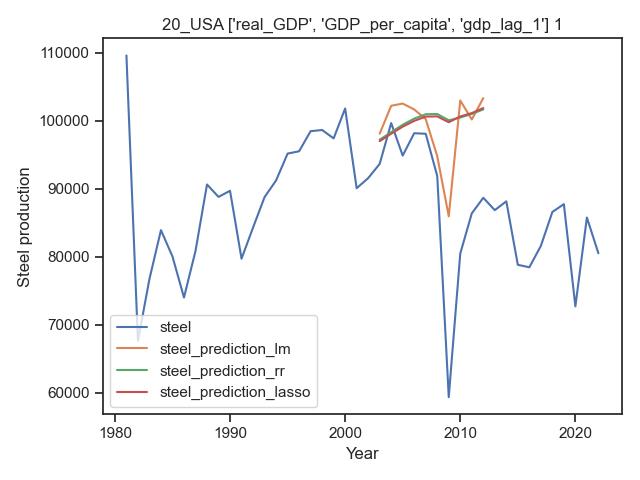 20_USA ['real_GDP', 'GDP_per_capita', 'gdp_lag_1'] 1
110000
100000
90000
80000
70000
60000
Steel production
steel
steel_prediction_lm
steel_prediction_rr
steel_prediction_lasso
1980
1990
2000
2010
2020
Year